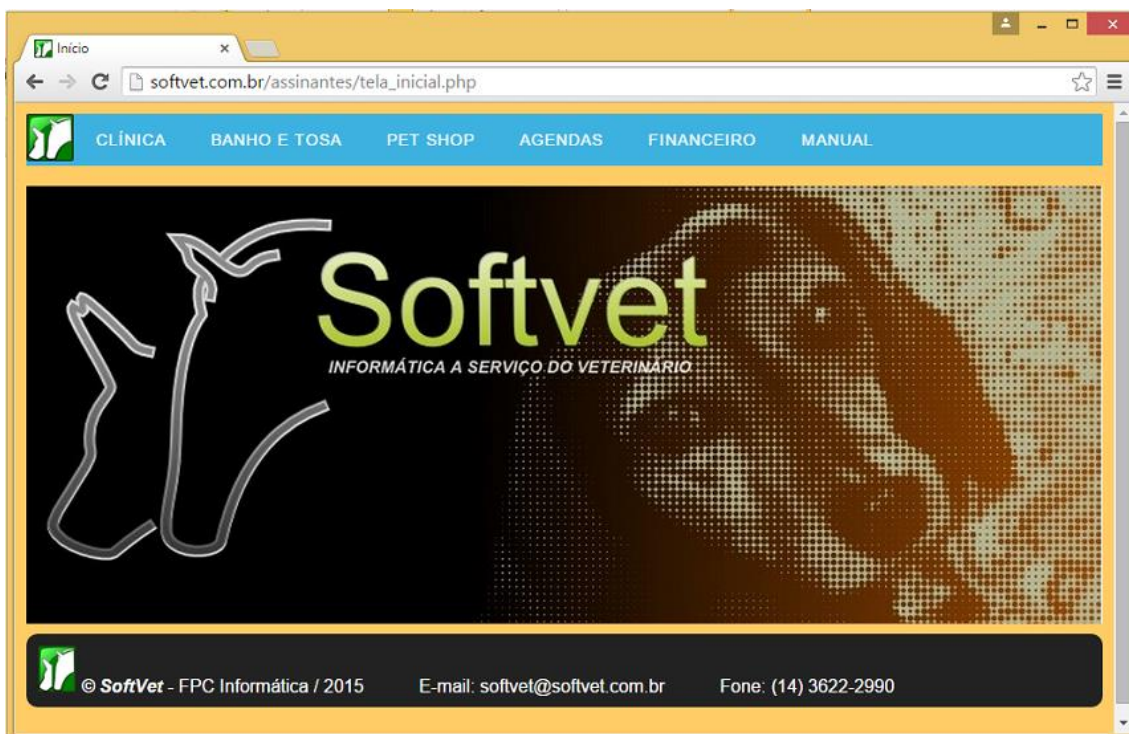 Início
softvet.com.br/assinantes/tela_inicial.php
CLÍNICA BANHO E TOSA PET SHOP AGENDAS FINANCEIRO MANUAL
Softvet
INFORMÁTICA A SERVIÇO DO VETERINÁRIO
© SoftVet - FPC Informática / 2015 E-mail: softvet@softvet.com.br Fone: (14) 3622-2990